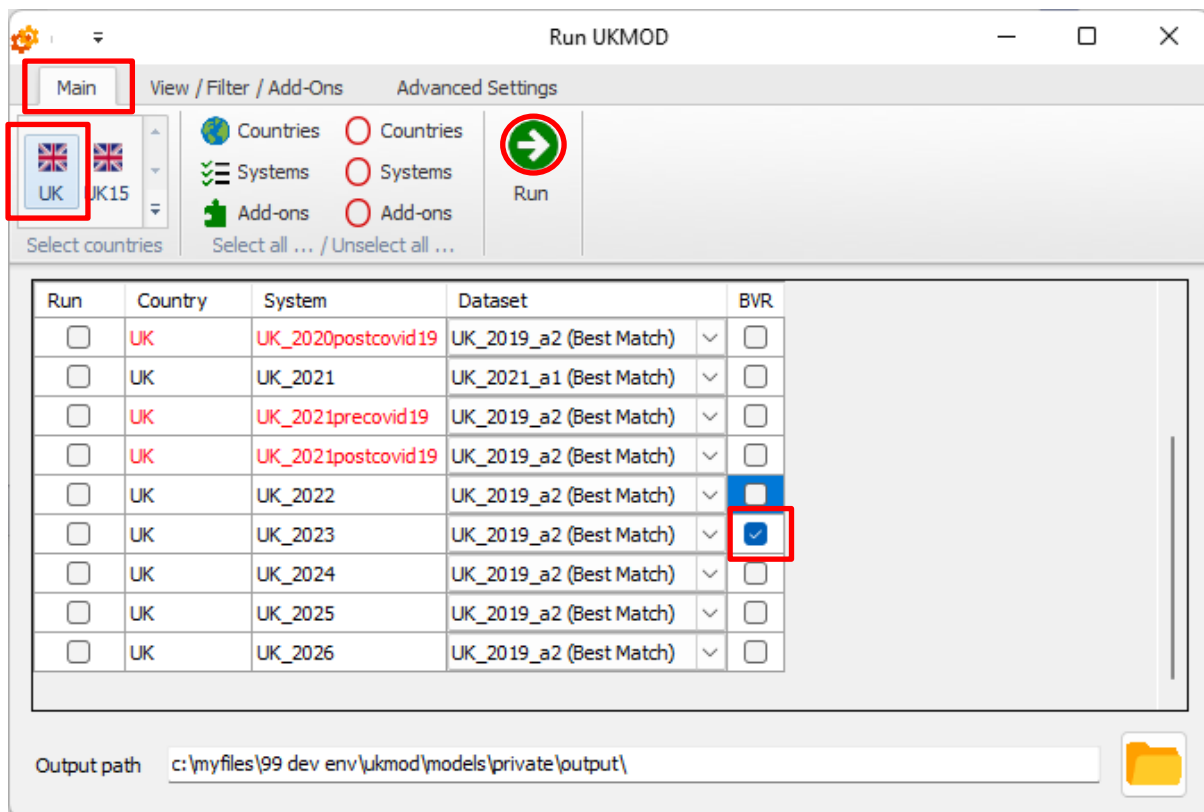 Run UKMOD
Main View / Filter / Add-Ons Advanced Settings
Countries Countries
Systems Systems
UK UK15 Run
Add-ons Add-ons
Select countries Select all ... / Unselect all ...
Run Country System Dataset BVR
UK UK_2020postcovid19 UK_2019_a2 (Best Match)
UK UK_2021 UK_2021_a1 (Best Match)
UK UK_2021precovid19 UK_2019_a2 (Best Match)
UK UK_2021postcovid19 UK_2019_a2 (Best Match)
UK UK_2022 UK_2019_a2 (Best Match)
UK UK_2023 UK_2019_a2 (Best Match)
UK UK_2024 UK_2019_a2 (Best Match)
UK UK_2025 UK_2019_a2 (Best Match)
UK UK_2026 UK_2019_a2 (Best Match)
Output path c:\myfiles\99 dev env\ukmod\models\private\output\